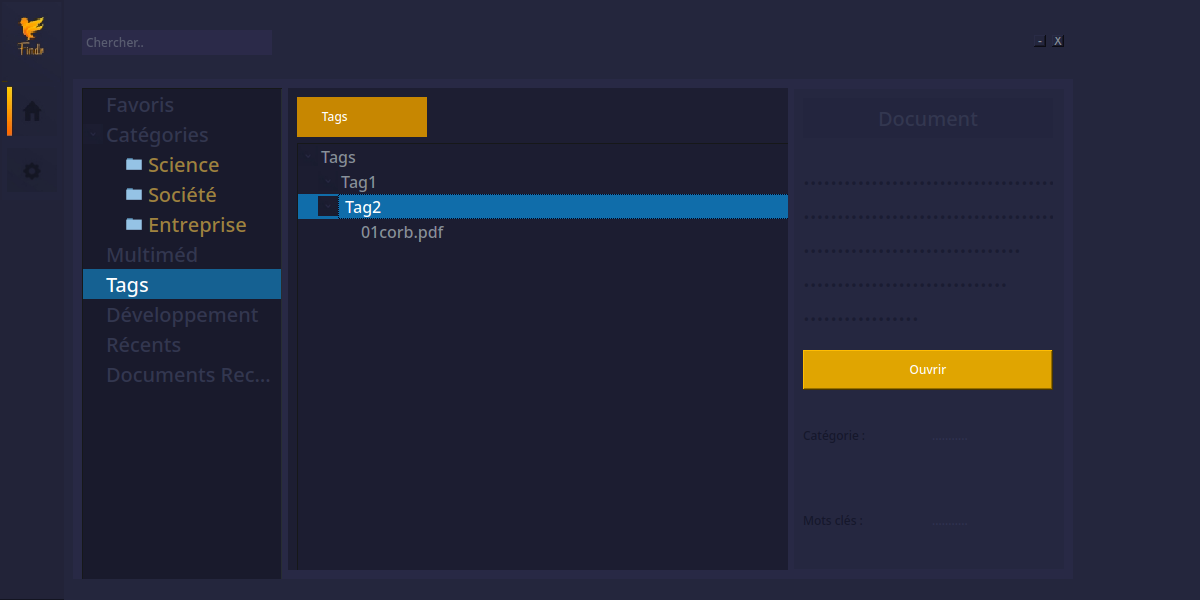 Findin
Chercher..
-
X
Favoris
Catégories
Science
Société
Entreprise
Multiméd
Tags
Développement
Récents
Documents Rec...
Tags
Tags
Tag1
Tag2
01corb.pdf
Document
Ouvrir
Catégorie :
Mots clés :